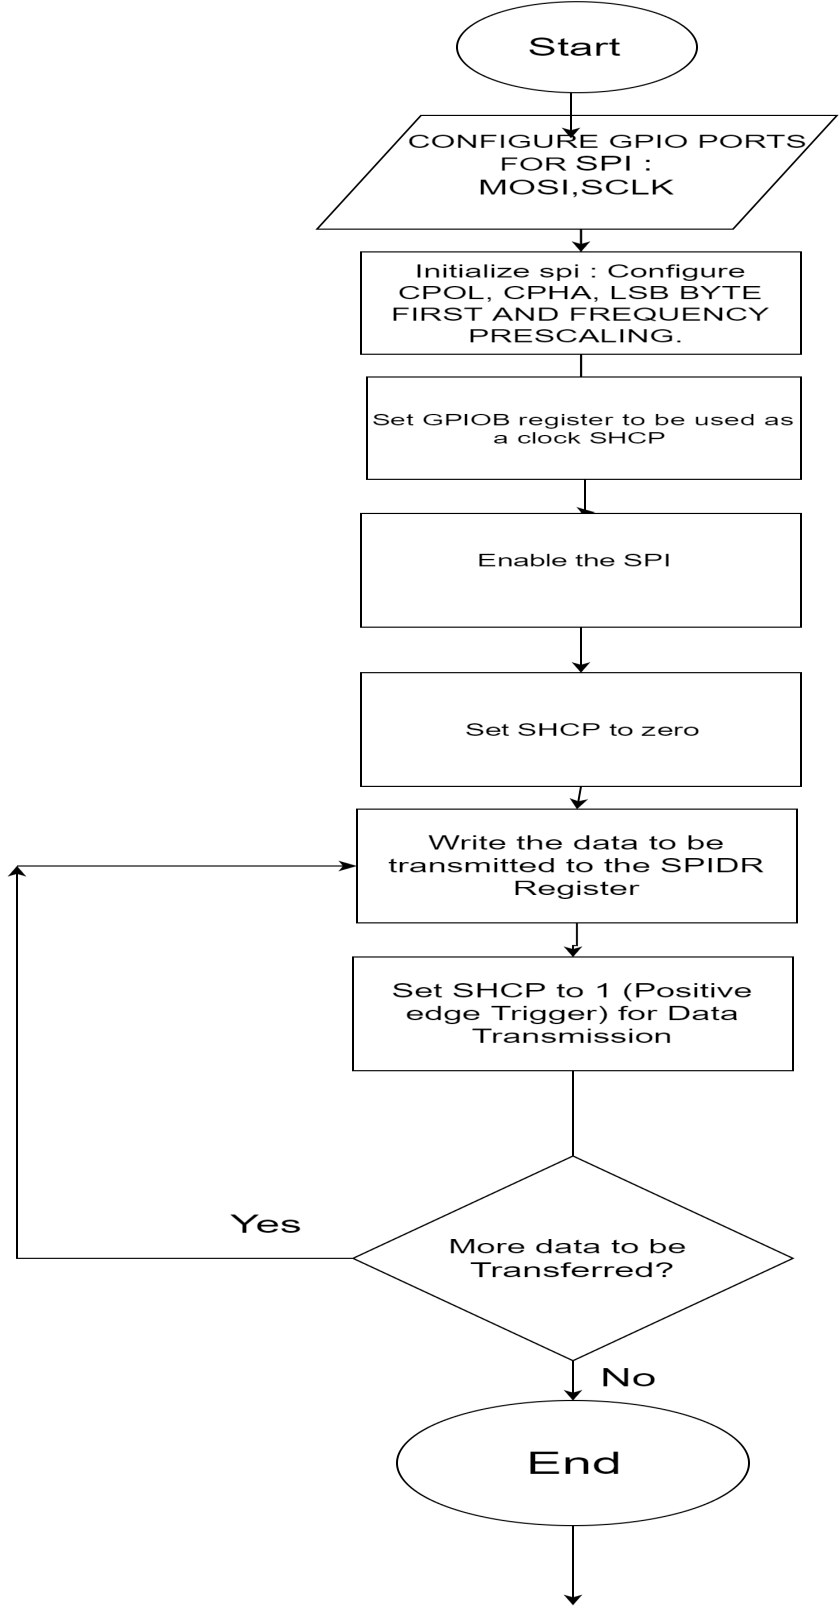 Start
CONFIGURE GPIO PORTS
FOR SPI :
MOSI,SCLK
Initialize spi : Configure
CPOL, CPHA, LSB BYTE
FIRST AND FREQUENCY
PRESCALING.
Set GPIOB register to be used as
a clock SHCP
Enable the SPI
Set SHCP to zero
Write the data to be
transmitted to the SPIDR
Register
Set SHCP to 1 (Positive
edge Trigger) for Data
Transmission
Yes
More data to be
Transferred?
No
End